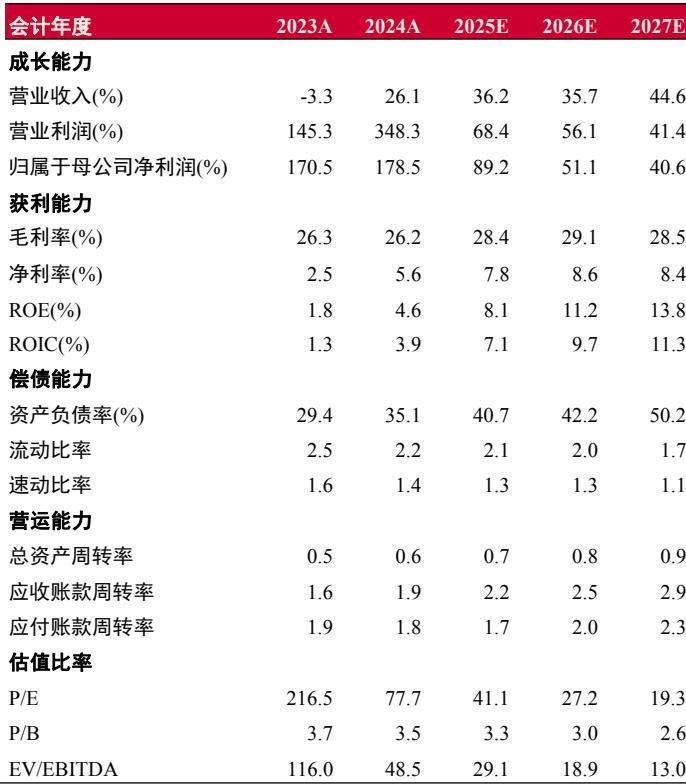 会计年度 2023A 2024A 2025E 2026E 2027E
成长能力
营业收入(%) -3.3 26.1 36.2 35.7 44.6
营业利润(%) 145.3 348.3 68.4 56.1 41.4
归属于母公司净利润(%) 170.5 178.5 89.2 51.1 40.6
获利能力
毛利率(%) 26.3 26.2 28.4 29.1 28.5
净利率(%) 2.5 5.6 7.8 8.6 8.4
ROE(%) 1.8 4.6 8.1 11.2 13.8
ROIC(%) 1.3 3.9 7.1 9.7 11.3
偿债能力
资产负债率(%) 29.4 35.1 40.7 42.2 50.2
流动比率 2.5 2.2 2.1 2.0 1.7
速动比率 1.6 1.4 1.3 1.3 1.1
营运能力
总资产周转率 0.5 0.6 0.7 0.8 0.9
应收账款周转率 1.6 1.9 2.2 2.5 2.9
应付账款周转率 1.9 1.8 1.7 2.0 2.3
估值比率
P/E 216.5 77.7 41.1 27.2 19.3
P/B 3.7 3.5 3.3 3.0 2.6
EV/EBITDA 116.0 48.5 29.1 18.9 13.0